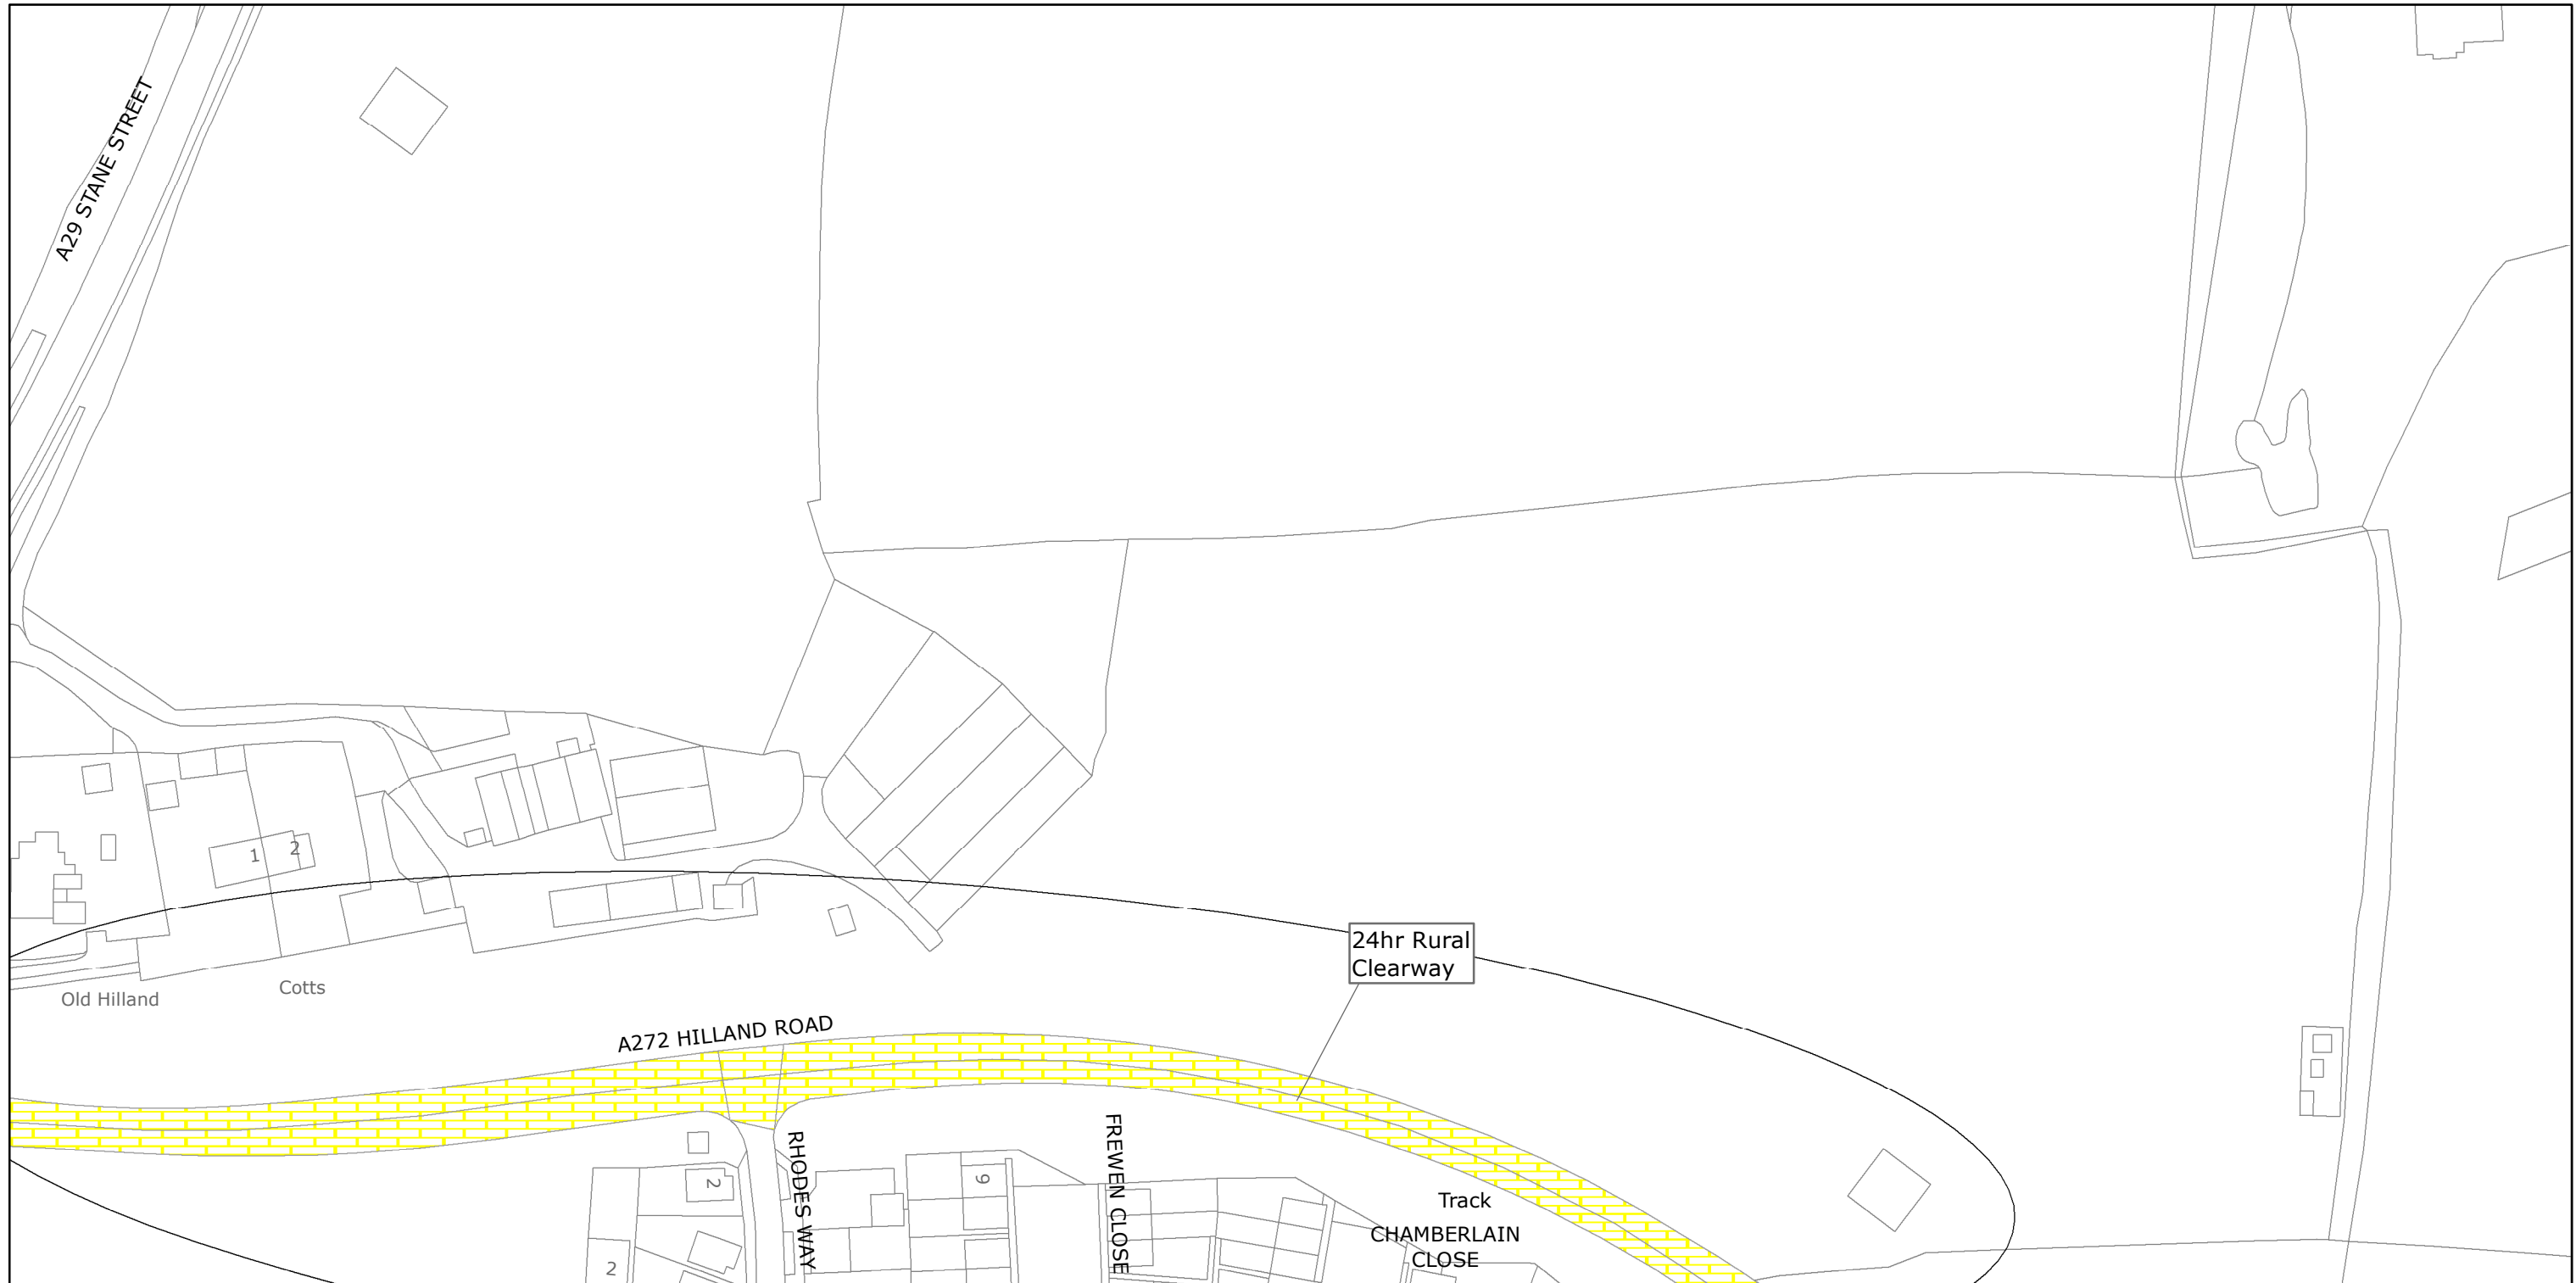 A29 STANE STREET
1
2
24hr Rural
Clearway
Cotts
Old Hilland
A272 HILLAND ROAD
RHODES WAY
FREWEN CLOSE
2
9
Track
CHAMBERLAIN
CLOSE
2